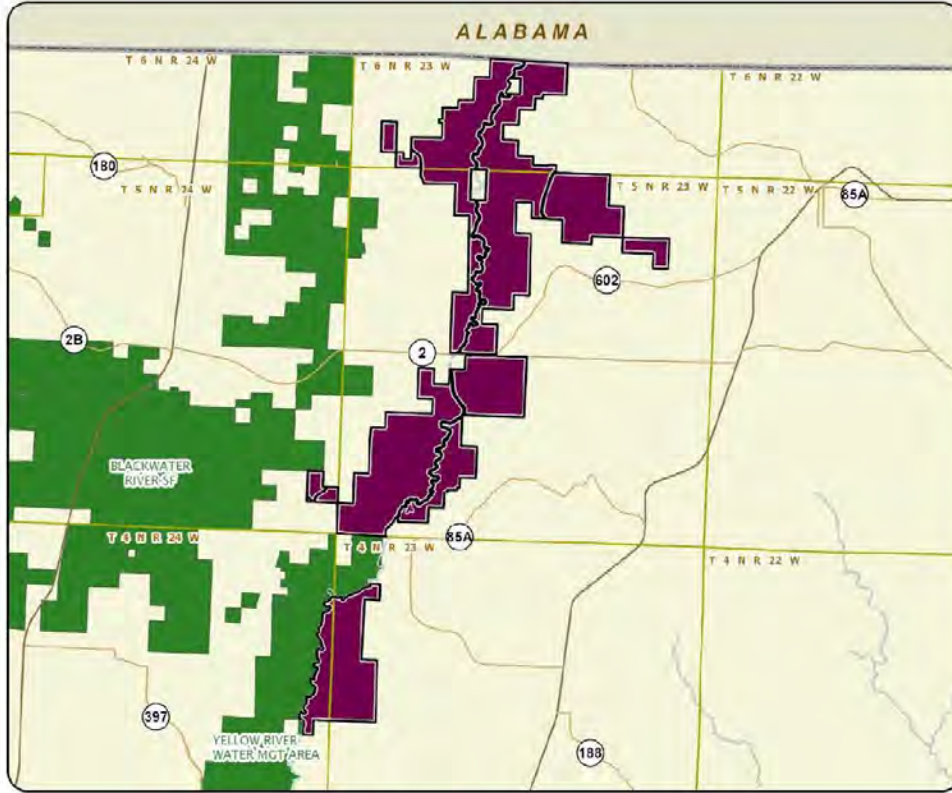 ALABAMA
T 6 N R 24 W
T 6 N R 23 W
T 6 N R 22 W
180
T 5 N R 24 W
T 5 N R 23 W
T 5 N R 22 W
85A
602
2B
2
BLACKWATER
RIVER SF
T 4 N R 24 W
T 4 N R 23 W
85A
T 4 N R 22 W
397
YELLOW RIVER
WATER MGT AREA
188